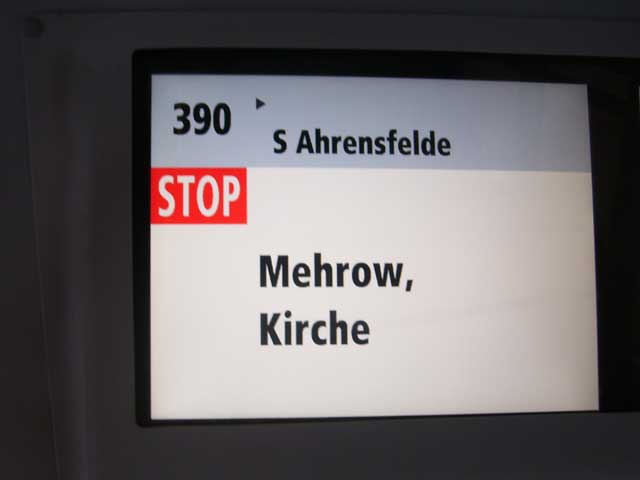 390
S Ahrensfelde
STOP
Mehrow,
Kirche